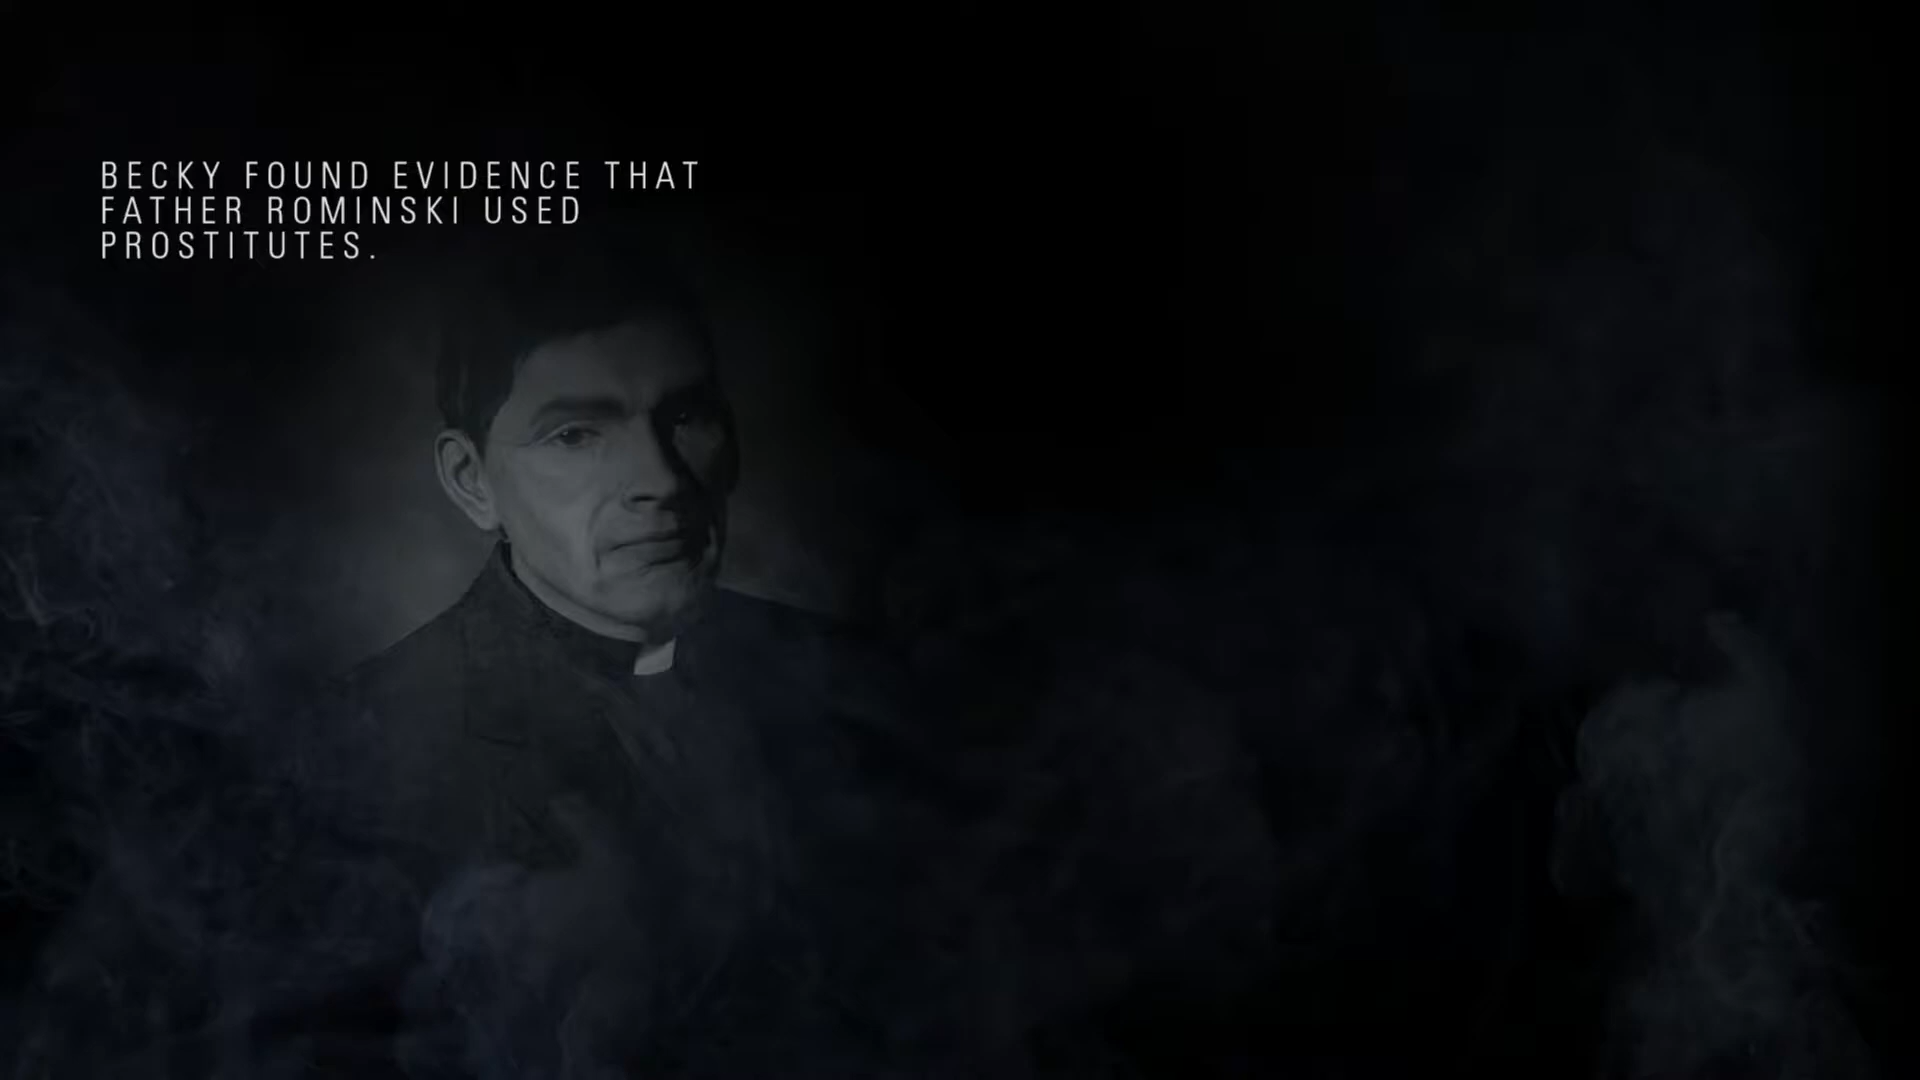 BECKY FOUND EVIDENCE THAT
FATHER ROMINSKI USED
PROSTITUTES.